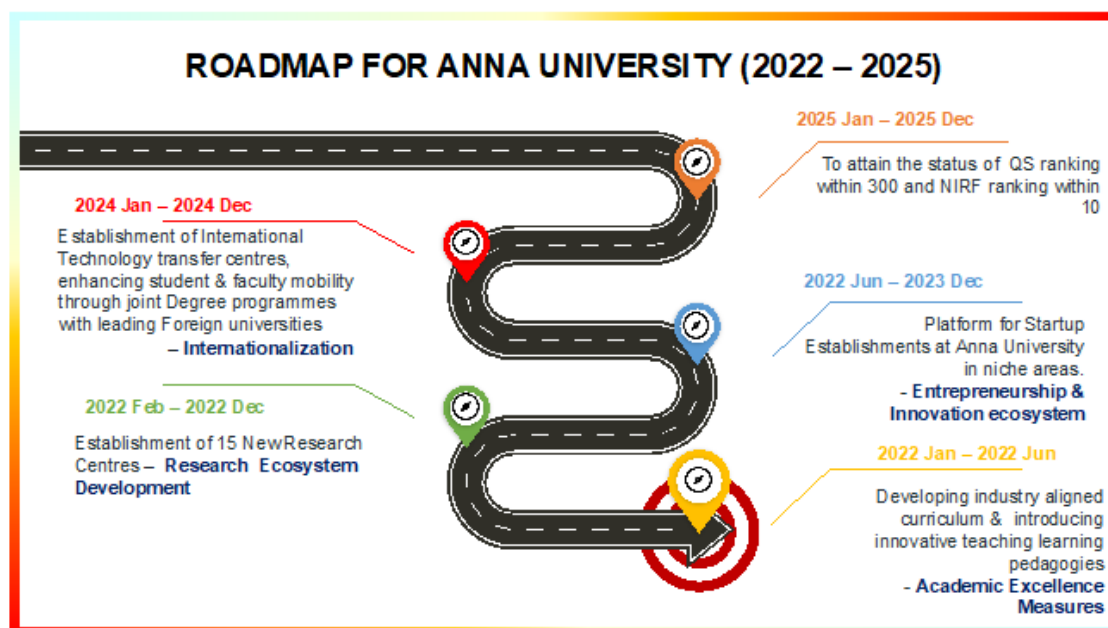 ROADMAP FOR ANNA UNIVERSITY (2022 – 2025)
2025 Jan – 2025 Dec
To attain the status of QS ranking
within 300 and NIRF ranking within
10
2024 Jan – 2024 Dec
Establishment of International
Technology transfer centres,
enhancing student & faculty mobility
through joint Degree programmes
with leading Foreign universities
– Internationalization
2022 Jun – 2023 Dec
Platform for Startup
Establishments at Anna University
in niche areas.
- Entrepreneurship &
Innovation ecosystem
2022 Feb – 2022 Dec
Establishment of 15 New Research
Centres – Research Ecosystem
Development
2022 Jan – 2022 Jun
Developing industry aligned
curriculum & introducing
innovative teaching learning
pedagogies
- Academic Excellence
Measures